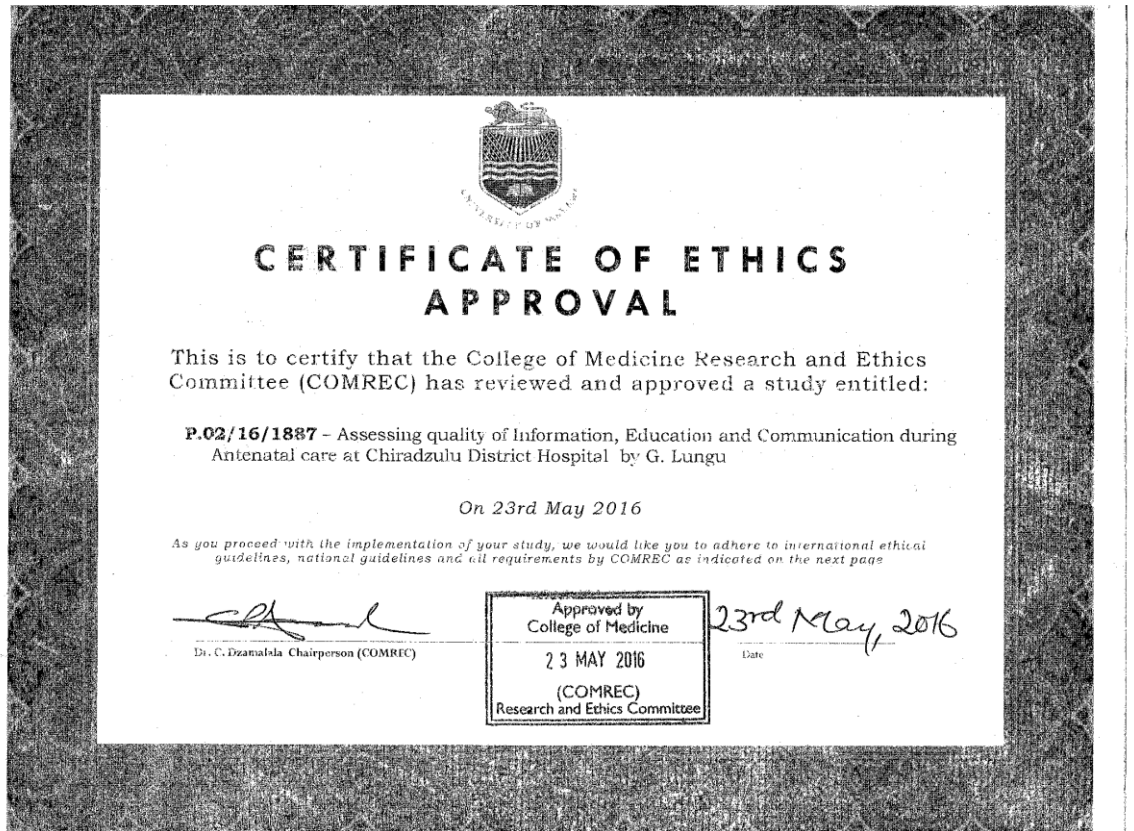 UNIVERSITY OF MALAWI
CERTIFICATE OF ETHICS
APPROVAL
This is to certify that the College of Medicine Research and Ethics
Committee (COMREC) has reviewed and approved a study entitled:
P.02/16/1887 – Assessing quality of Information, Education and Communication during
Antenatal care at Chiradzulu District Hospital by G. Lungu
On 23rd May 2016
As you proceed with the implementation of your study, we would like you to adhere to international ethical
guidelines, national guidelines and all requirements by COMREC as indicated on the next page
Dr. C. Dzamalala Chairperson (COMREC)
Approved by
College of Medicine
23 MAY 2016
(COMREC)
Research and Ethics Committee
23rd May, 2016
Date